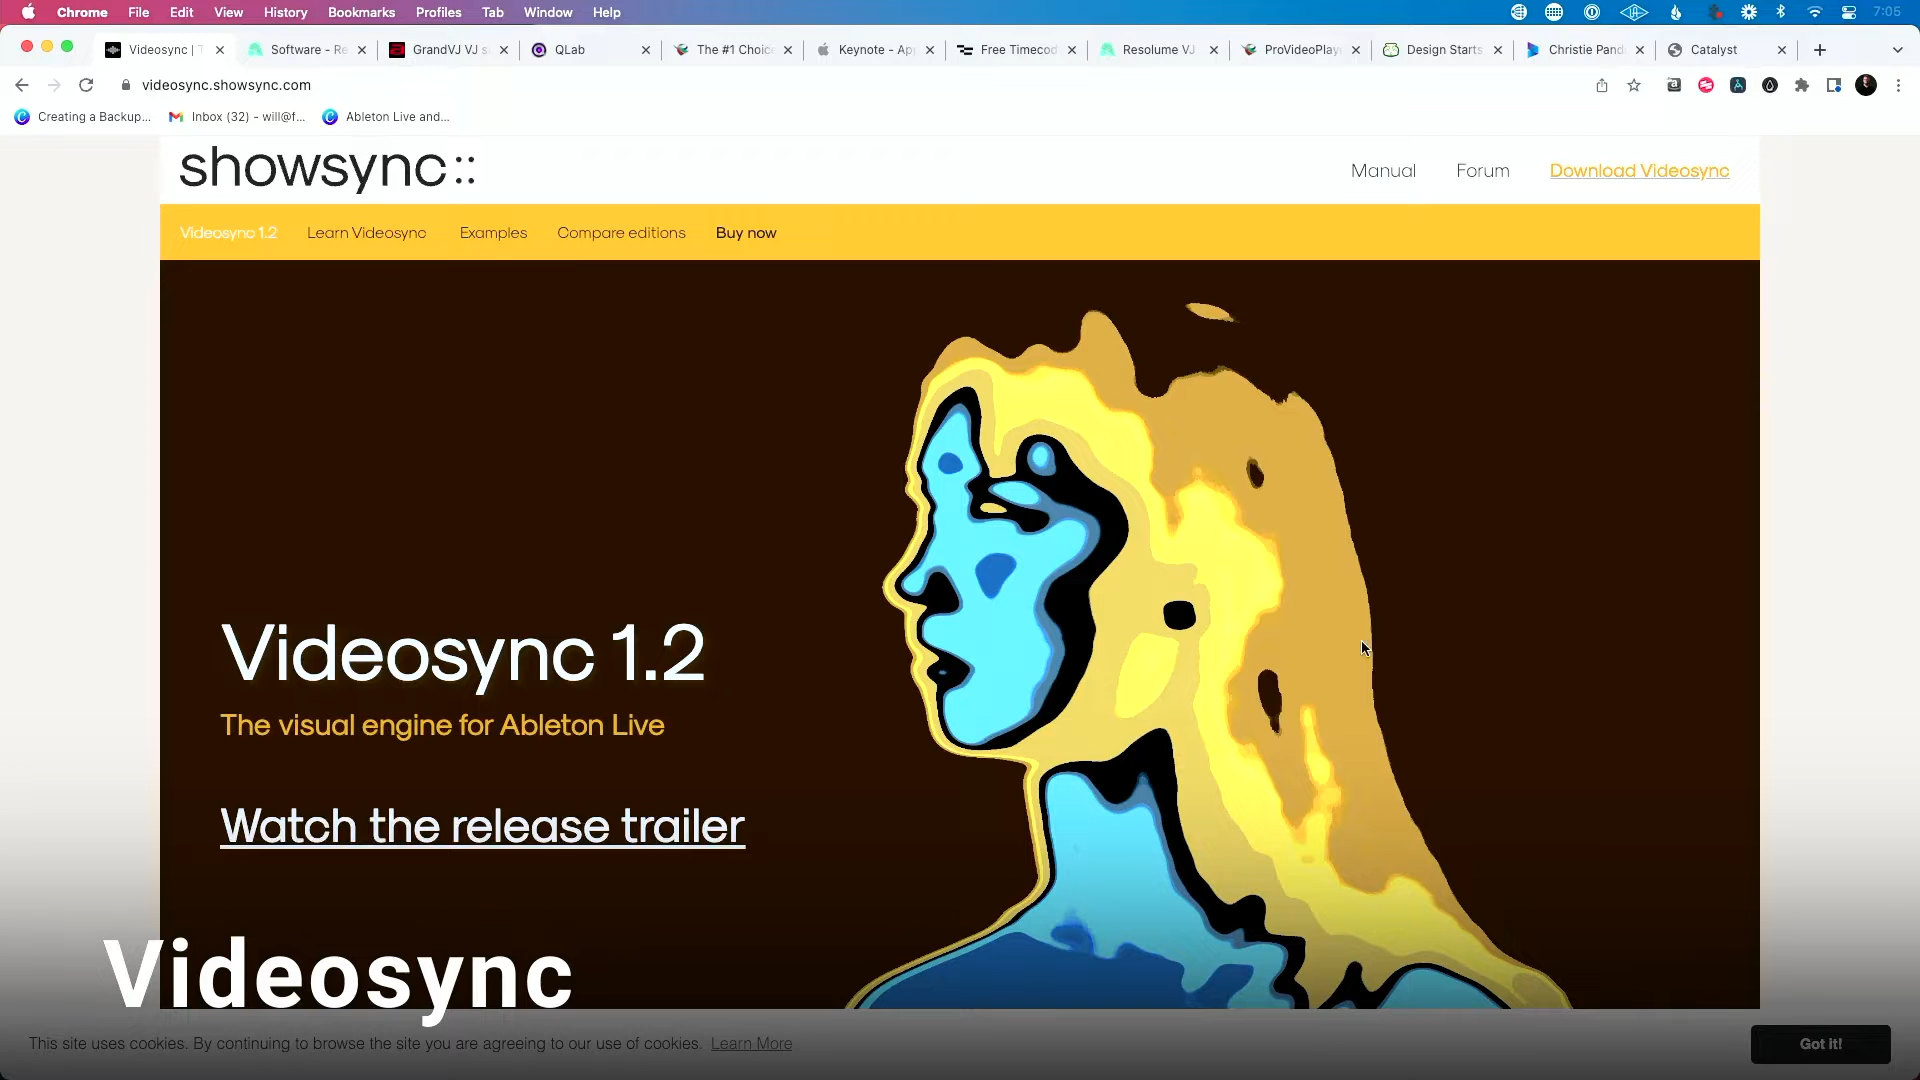 Chrome File Edit View History Bookmarks Profiles Tab Window Help 7:05
Videosync | T Software - Re GrandVJ VJ s QLab The #1 Choic Keynote - App Free Timecod Resolume VJ ProVideoPlay Design Starts Christie Pand Catalyst
videosync.showsync.com
Creating a Backup... Inbox (32) - will@f... Ableton Live and...
showsync::
Manual Forum Download Videosync
Videosync 1.2 Learn Videosync Examples Compare editions Buy now
Videosync 1.2
The visual engine for Ableton Live
Watch the release trailer
Videosync
This site uses cookies. By continuing to browse the site you are agreeing to our use of cookies. Learn More
Got it!